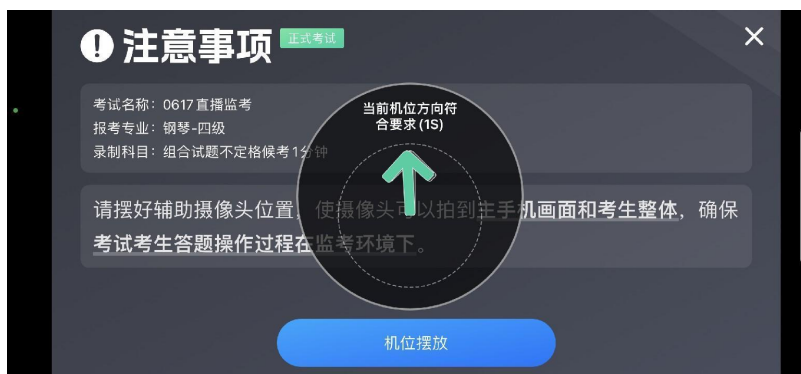 注意事项 正式考试
考试名称：0617直播监考
报考专业：钢琴-四级
录制科目：组合试题不定格候考1分钟
当前机位方向符
合要求(1S)
请摆好辅助摄像头位置，使摄像头可以拍到主手机画面和考生整体，确保
考试考生答题操作过程在监考环境下。
机位摆放